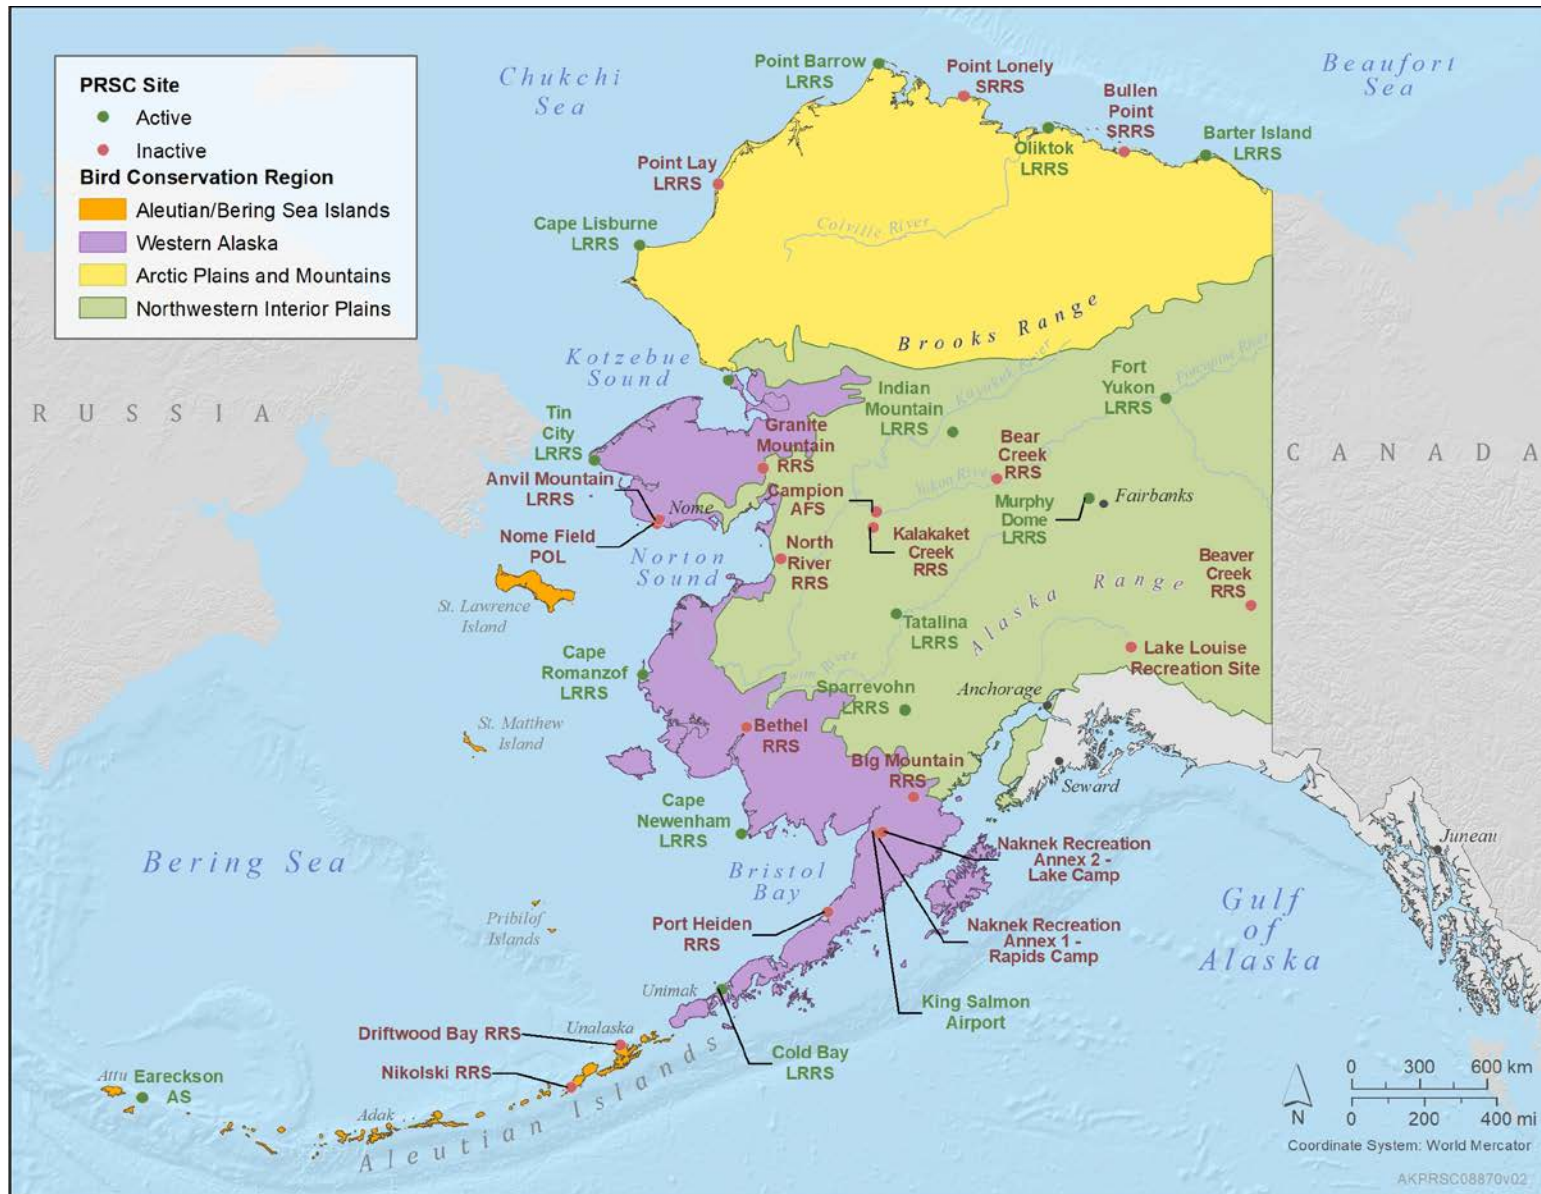 PRSC Site
Active
Inactive
Bird Conservation Region
Aleutian/Bering Sea Islands
Western Alaska
Arctic Plains and Mountains
Northwestern Interior Plains
Chukchi
Sea
Beaufort
Sea
Point Barrow
LRRS
Point Lonely
SRRS
Bullen
Point
SRRS
Oliktok
LRRS
Barter Island
LRRS
Point Lay
LRRS
Cape Lisburne
LRRS
Colville River
Brooks Range
Kotzebue
Sound
RUSSIA
CANADA
Tin
City
LRRS
Granite
Mountain
RRS
Indian
Mountain
LRRS
Koyukuk River
Fort
Yukon
LRRS
Porcupine River
Anvil Mountain
LRRS
Nome
Nome Field
POL
Campion
AFS
Yukon River
Bear
Creek
RRS
Murphy
Dome
LRRS
Fairbanks
Norton
Sound
North
River
RRS
Kalakaket
Creek
RRS
Beaver
Creek
RRS
St. Lawrence
Island
Alaska Range
Tatalina
LRRS
Lake Louise
Recreation Site
Cape
Romanzof
LRRS
River
Sparrevohn
LRRS
Anchorage
St. Matthew
Island
Bethel
RRS
Big Mountain
RRS
Seward
Cape
Newenham
LRRS
Juneau
Bering Sea
Bristol
Bay
Naknek Recreation
Annex 2 -
Lake Camp
Gulf
of
Alaska
Pribilof
Islands
Port Heiden
RRS
Naknek Recreation
Annex 1 -
Rapids Camp
Unimak
King Salmon
Airport
Driftwood Bay RRS
Unalaska
Cold Bay
LRRS
Nikolski RRS
Attu
Eareckson
AS
Adak
Aleutian Islands
N
0 300 600 km
0 200 400 mi
Coordinate System: World Mercator
AKPRSC08870v02